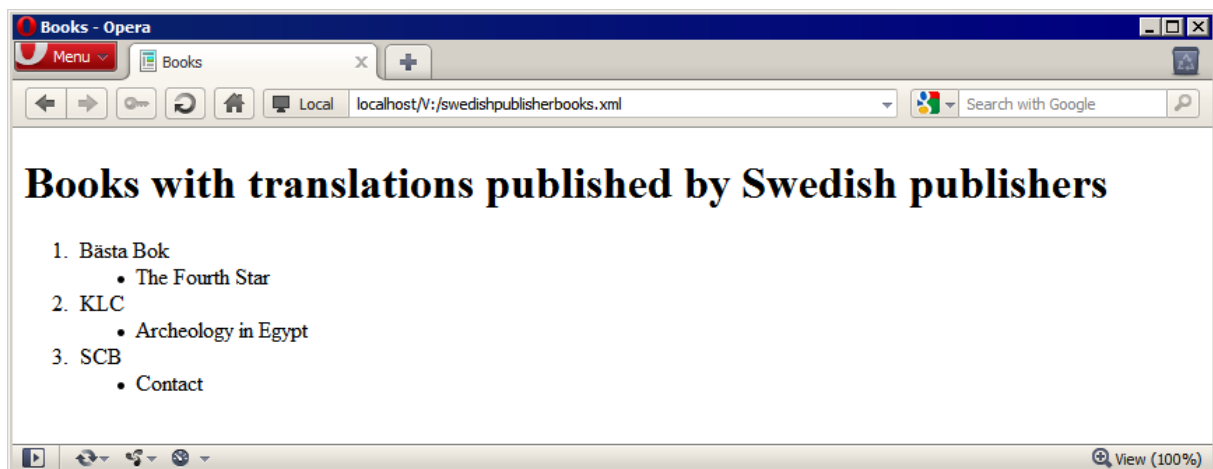 Books - Opera
Menu
Books
Local
localhost/V:/swedishpublisherbooks.xml
Search with Google
Books with translations published by Swedish publishers
1. Bästa Bok
• The Fourth Star
2. KLC
• Archeology in Egypt
3. SCB
• Contact
View (100%)